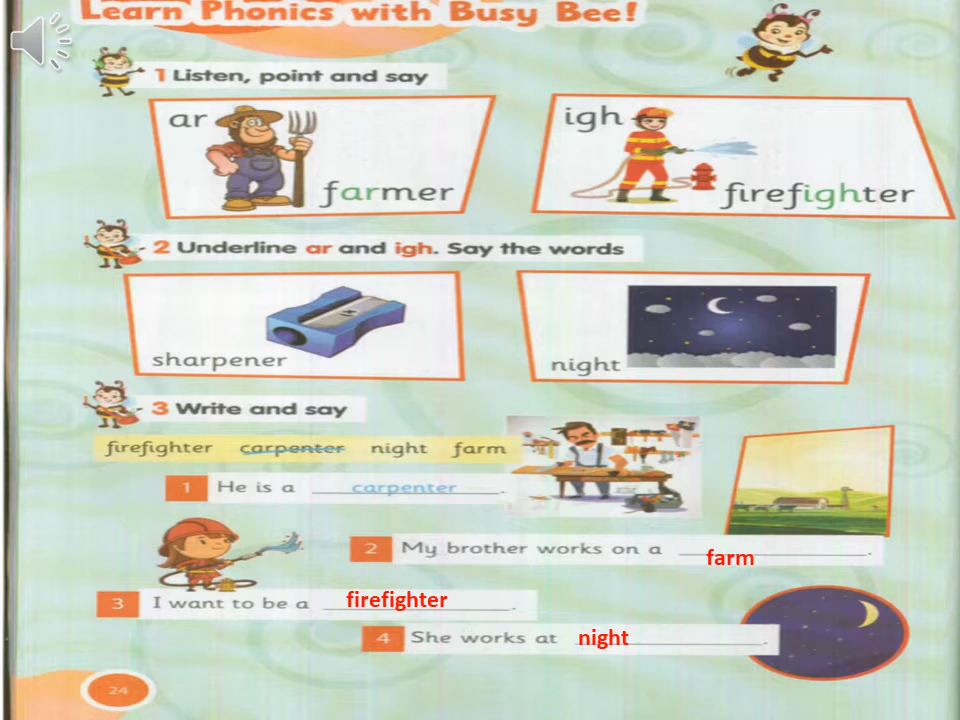 Learn Phonics with Busy Bee!
1 Listen, point and say
ar
farmer
igh
firefighter
2 Underline ar and igh. Say the words
sharpener
night
3 Write and say
firefighter carpenter night farm
1 He is a carpenter.
2 My brother works on a farm.
3 I want to be a firefighter.
4 She works at night.
24